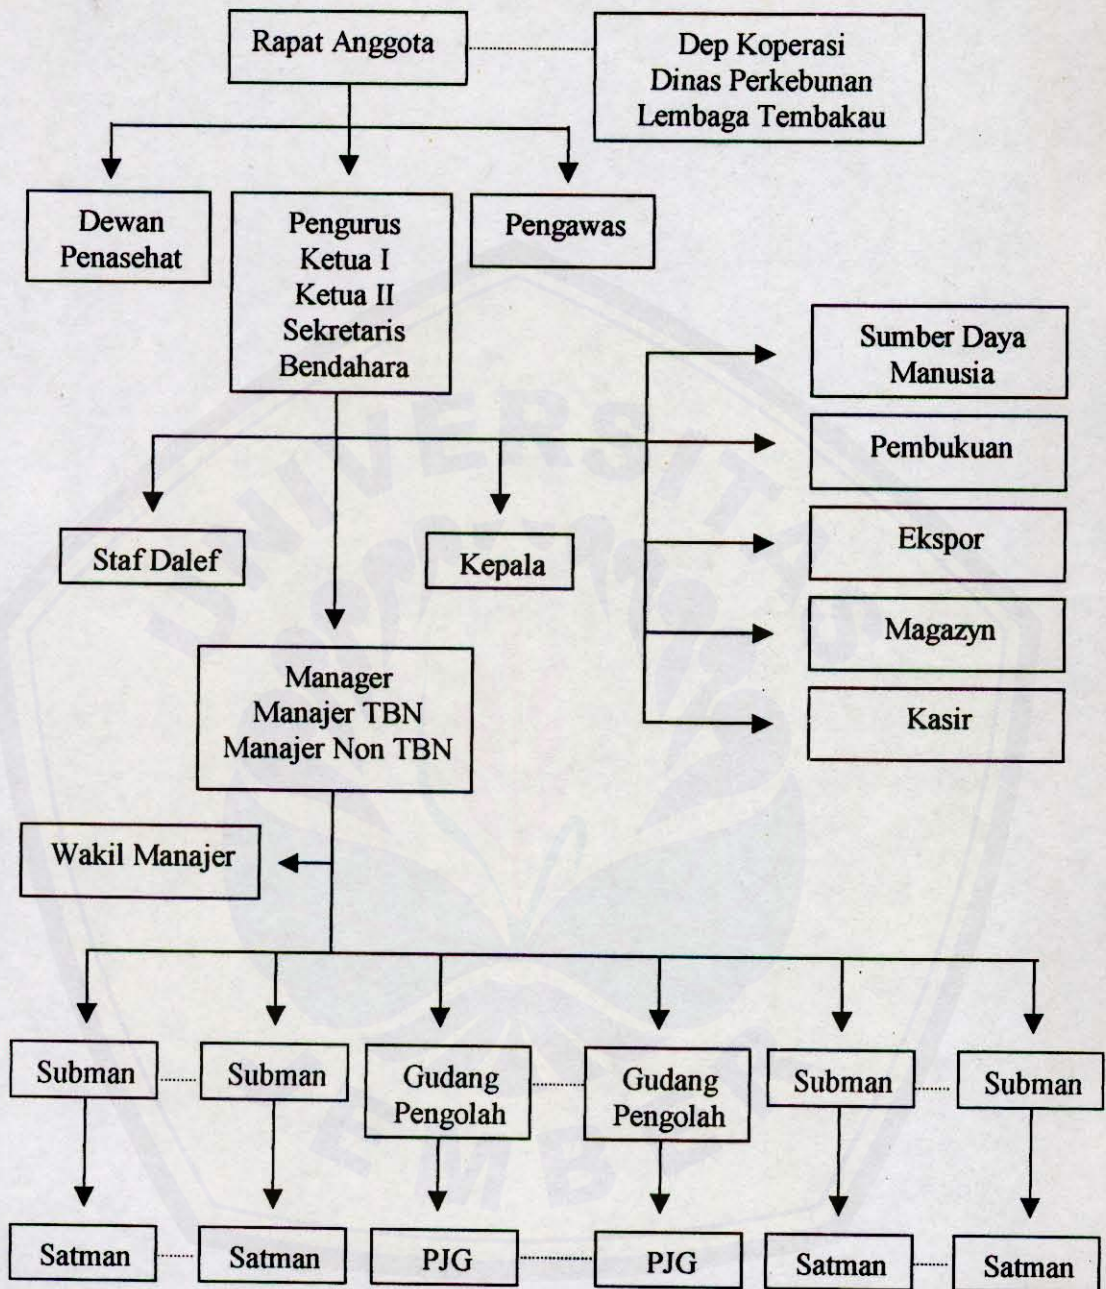 Rapat Anggota
Dep Koperasi
Dinas Perkebunan
Lembaga Tembakau
Dewan
Penasehat
Pengurus
Ketua I
Ketua II
Sekretaris
Bendahara
Pengawas
Sumber Daya
Manusia
Pembukuan
Ekspor
Magazyn
Kasir
Staf Dalef
Kepala
Manager
Manajer TBN
Manajer Non TBN
Wakil Manajer
Subman
Subman
Gudang
Pengolah
Gudang
Pengolah
Subman
Subman
Satman
Satman
PJG
PJG
Satman
Satman
UNIVERSITAS
JEMBER